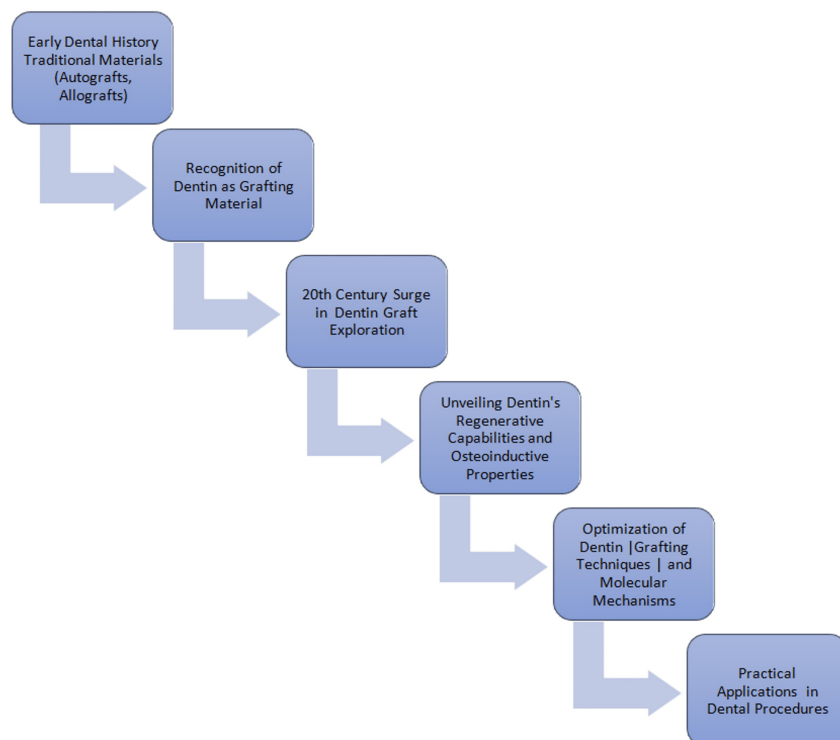 Early Dental History
Traditional Materials
(Autografts,
Allografts)
Recognition of
Dentin as Grafting
Material
20th Century Surge
in Dentin Graft
Exploration
Unveiling Dentin's
Regenerative
Capabilities and
Osteoinductive
Properties
Optimization of
Dentin |Grafting
Techniques | and
Molecular
Mechanisms
Practical
Applications in
Dental Procedures